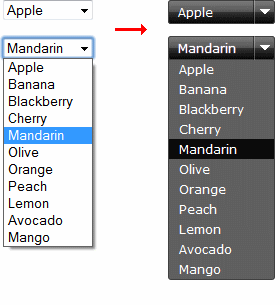 Apple
Mandarin
Apple
Banana
Blackberry
Cherry
Mandarin
Olive
Orange
Peach
Lemon
Avocado
Mango
Apple
Mandarin
Apple
Banana
Blackberry
Cherry
Mandarin
Olive
Orange
Peach
Lemon
Avocado
Mango